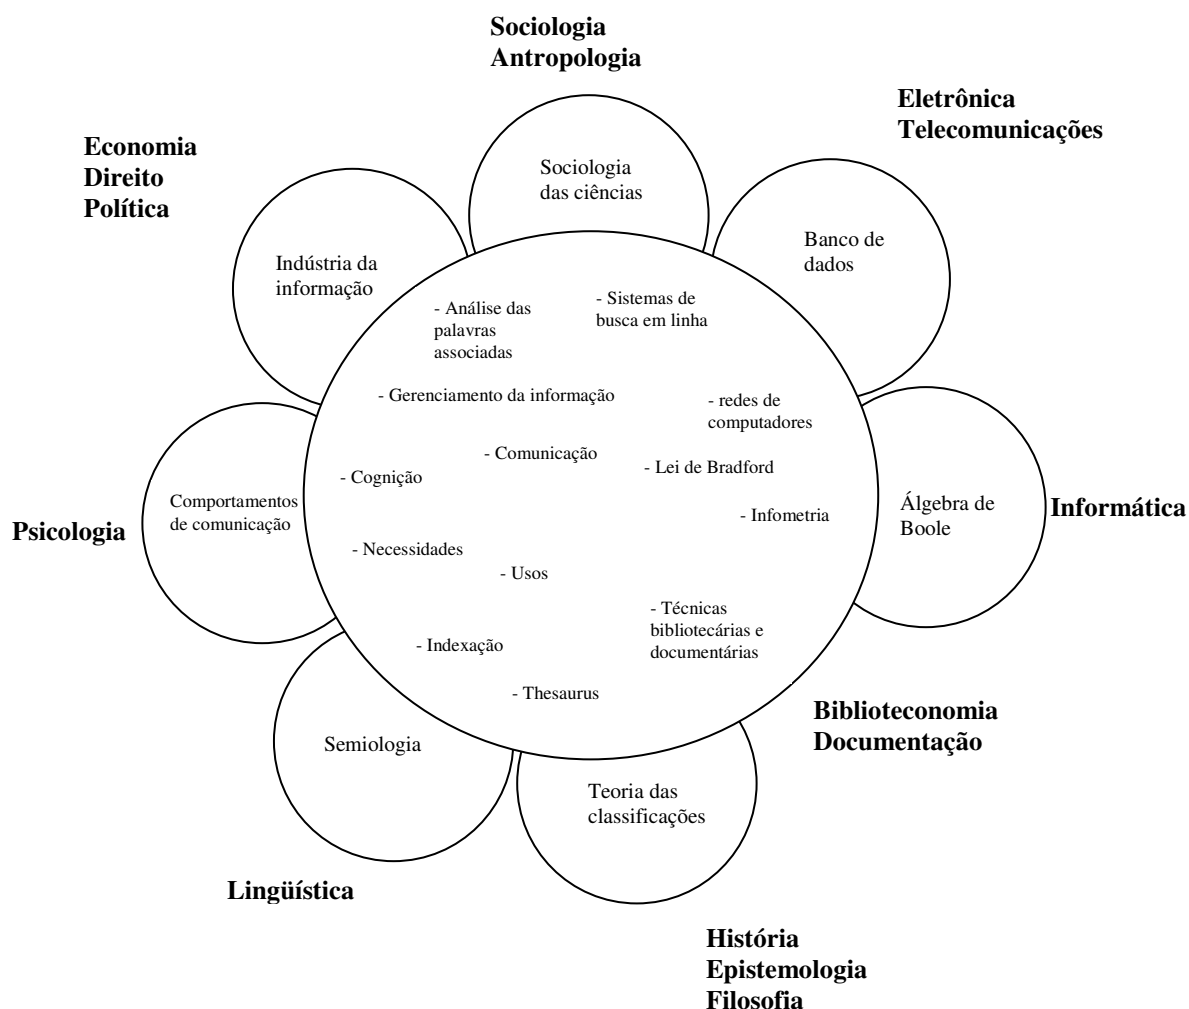 Sociologia
Antropologia
Eletrônica
Telecomunicações
Economia
Direito
Política
Sociologia
das ciências
Banco de
dados
Indústria da
informação
- Análise das
palavras
associadas
- Sistemas de
busca em linha
- Gerenciamento da informação
- redes de
computadores
- Comunicação
- Lei de Bradford
- Cognição
Comportamentos
de comunicação
Psicologia
- Infometria
Álgebra de
Boole
Informática
- Necessidades
- Usos
- Técnicas
bibliotecárias e
documentárias
- Indexação
- Thesaurus
Biblioteconomia
Documentação
Semiologia
Teoria das
classificações
Lingüística
História
Epistemologia
Filosofia